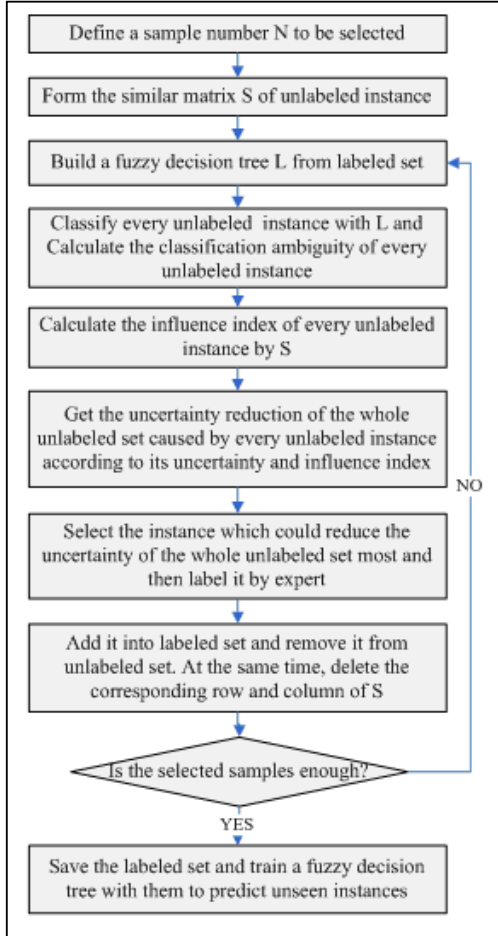 Define a sample number N to be selected
Form the similar matrix S of unlabeled instance
Build a fuzzy decision tree L from labeled set
Classify every unlabeled instance with L and
Calculate the classification ambiguity of every
unlabeled instance
Calculate the influence index of every unlabeled
instance by S
Get the uncertainty reduction of the whole
unlabeled set caused by every unlabeled instance
according to its uncertainty and influence index
NO
Select the instance which could reduce the
uncertainty of the whole unlabeled set most and
then label it by expert
Add it into labeled set and remove it from
unlabeled set. At the same time, delete the
corresponding row and column of S
Is the selected samples enough?
YES
Save the labeled set and train a fuzzy decision
tree with them to predict unseen instances